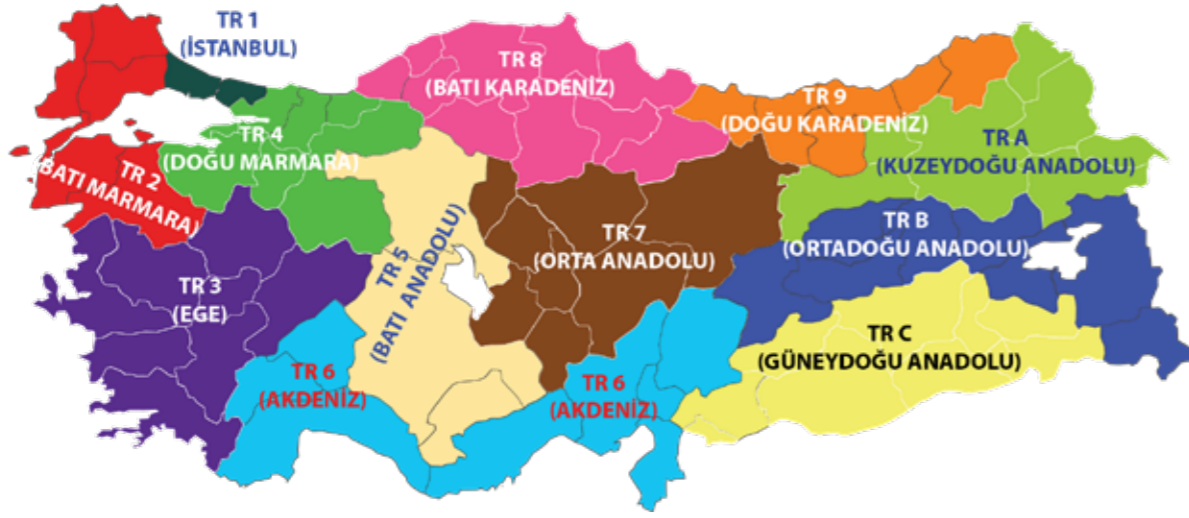 TR 1
(İSTANBUL)
TR 8
(BATI KARADENİZ)
TR 9
(DOĞU KARADENİZ)
TR 4
(DOĞU MARMARA)
TR A
(KUZEYDOĞU ANADOLU)
TR 2
(BATI MARMARA)
TR B
(ORTADOĞU ANADOLU)
TR 7
(ORTA ANADOLU)
TR 5
(BATI ANADOLU)
TR 3
(EGE)
TR C
(GÜNEYDOĞU ANADOLU)
TR 6
(AKDENİZ)
TR 6
(AKDENİZ)